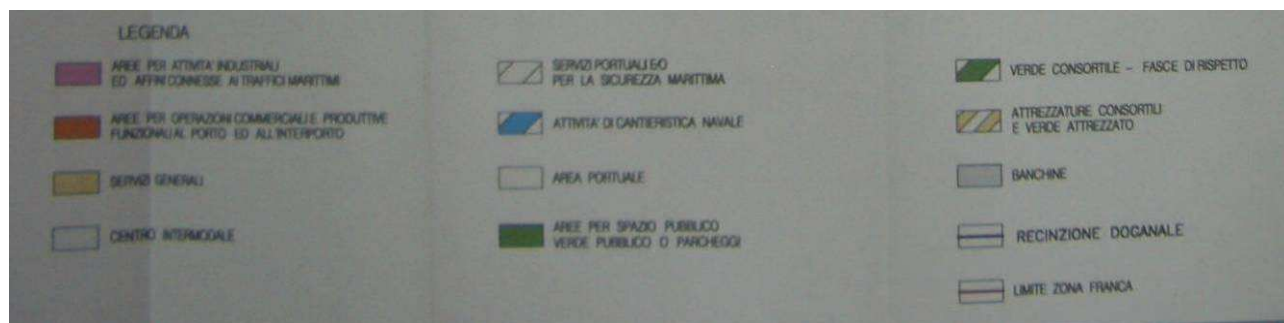 LEGENDA
AREE PER ATTIVITA' INDUSTRIALI
ED AFFINI CONNESSE AI TRAFFICI MARITTIMI
AREE PER OPERAZIONI COMMERCIALI E PRODUTTIVE
FUNZIONALI AL PORTO ED ALL'INTERPORTO
SERVIZI GENERALI
CENTRO INTERMODALE
SERVIZI PORTUALI E/O
PER LA SICUREZZA MARITTIMA
ATTIVITA' DI CANTIERISTICA NAVALE
AREA PORTUALE
AREE PER SPAZIO PUBBLICO
VERDE PUBBLICO O PARCHEGGI
VERDE CONSORTILE - FASCE DI RISPETTO
ATTREZZATURE CONSORTILI
E VERDE ATTREZZATO
BANCHINE
RECINZIONE DOGANALE
LIMITE ZONA FRANCA